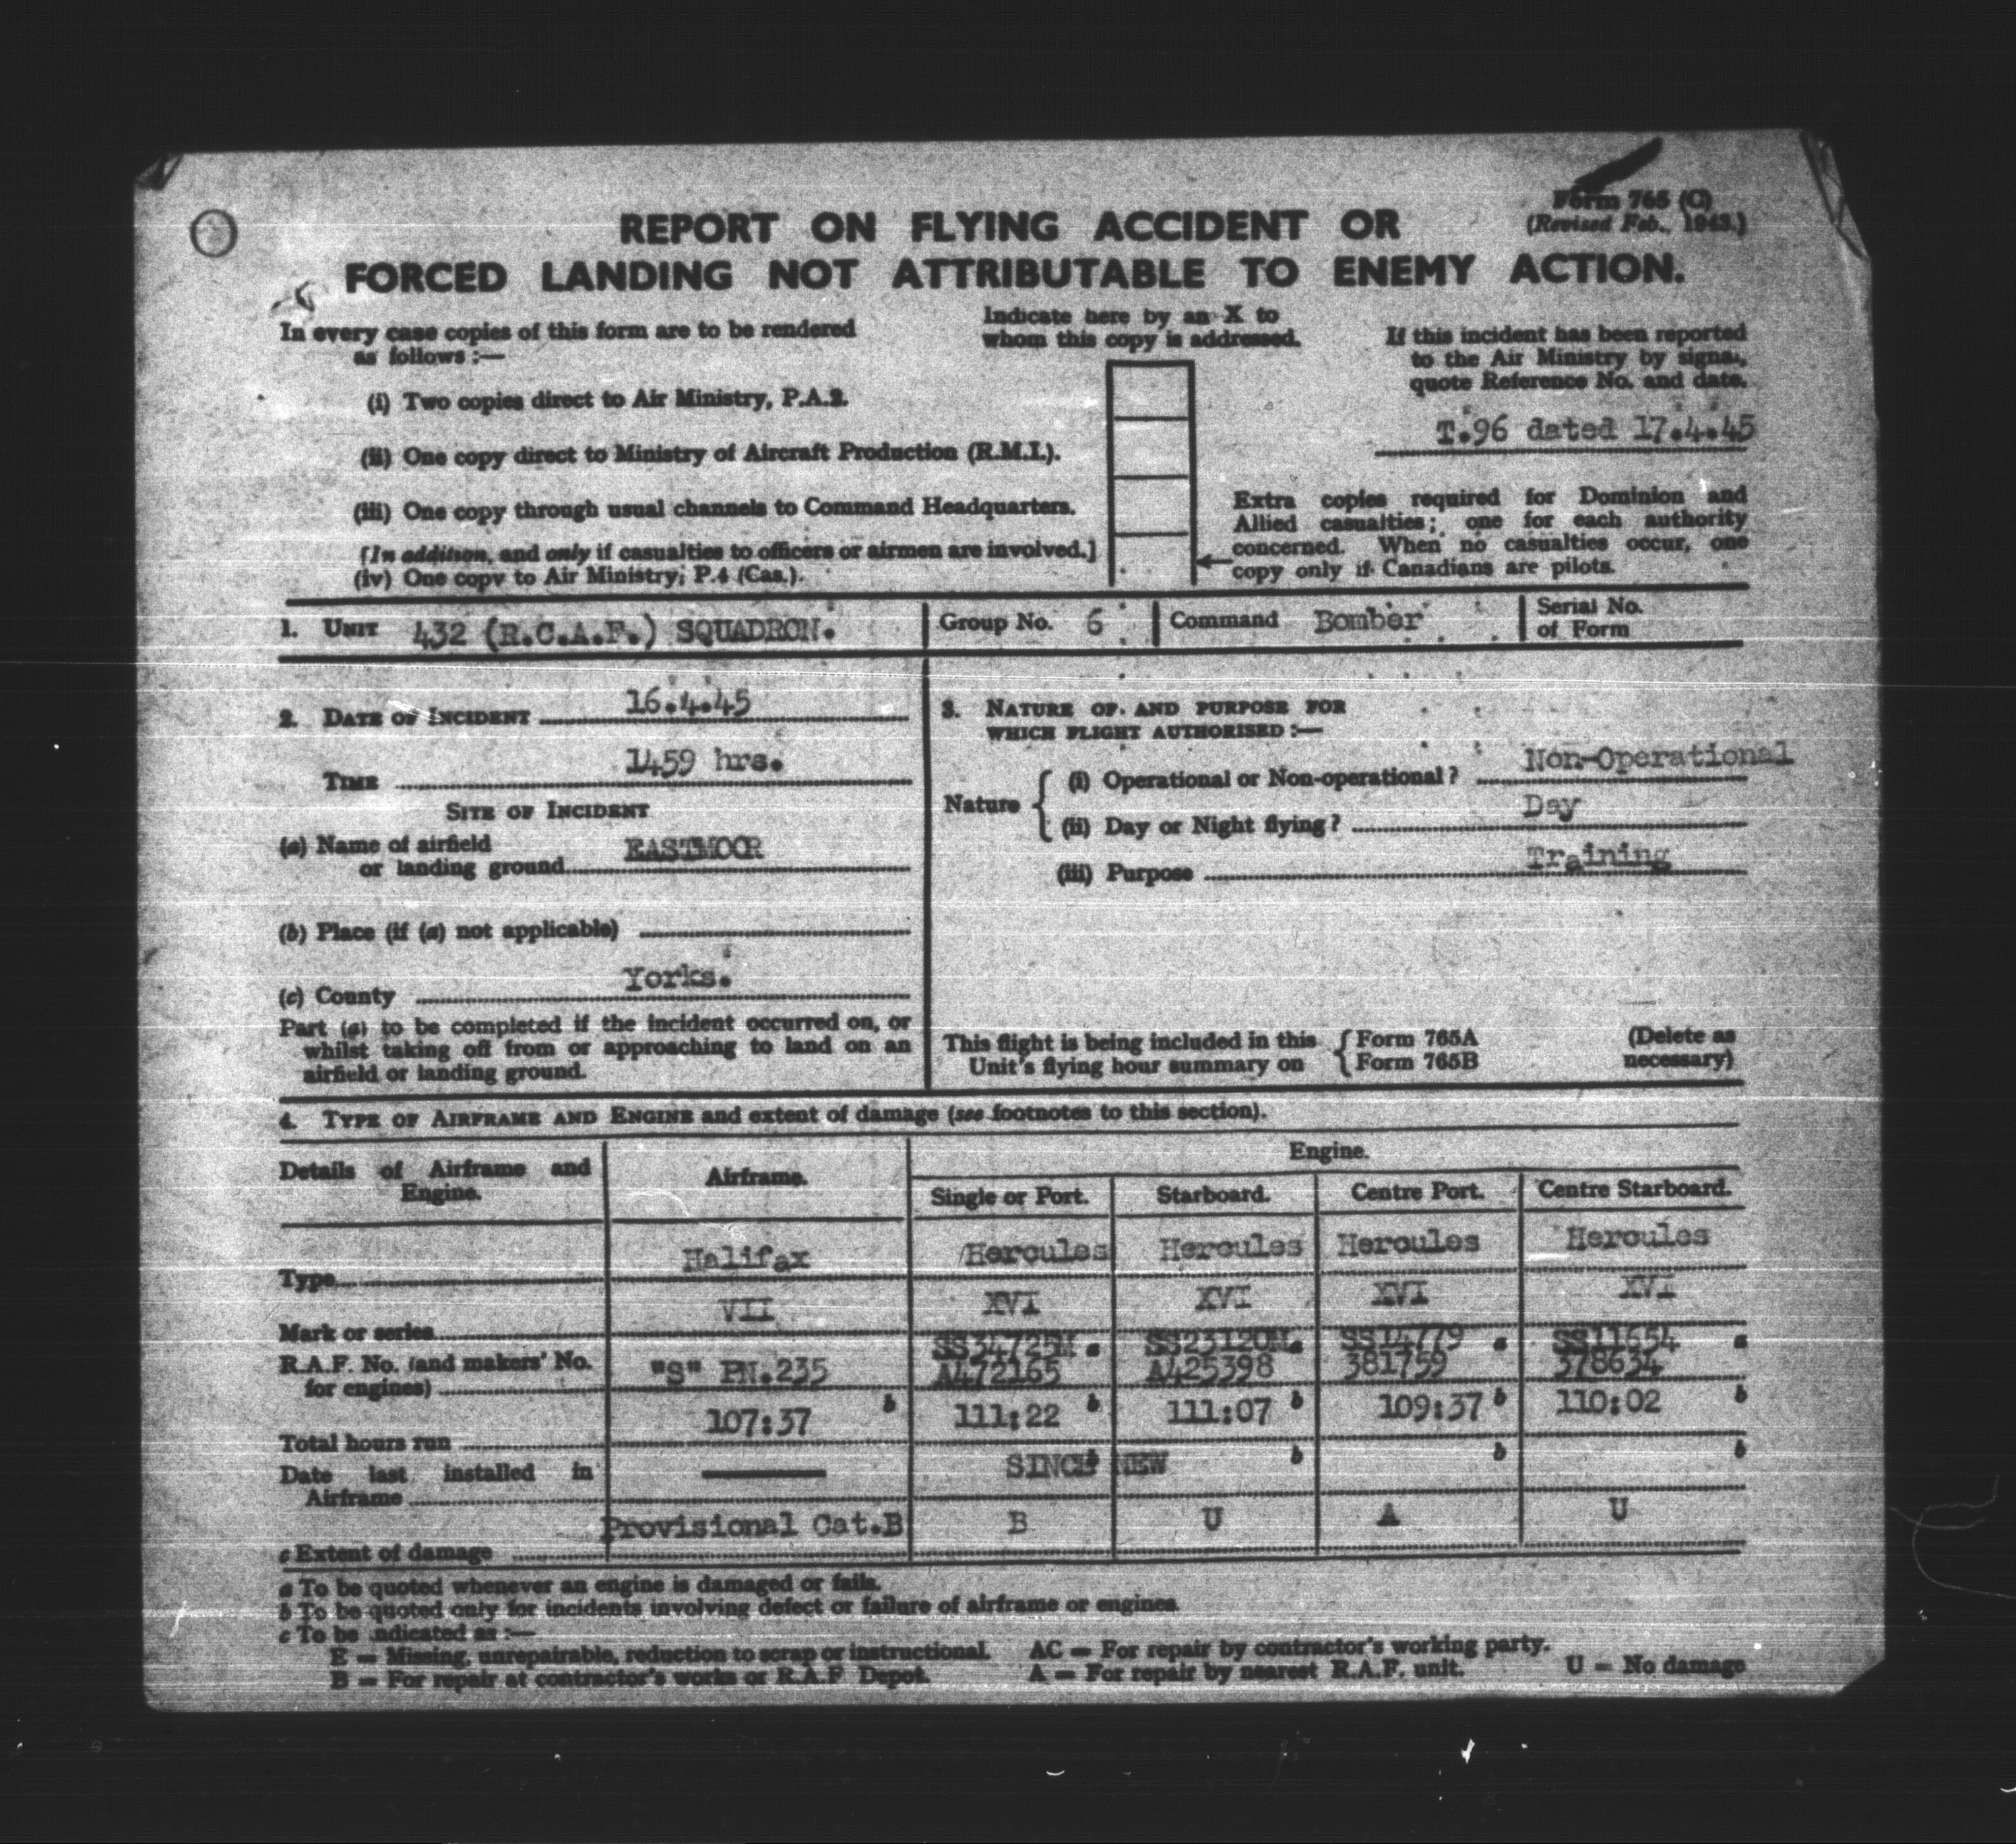 Form 765 (C)
(Revised Feb., 1943.)
REPORT ON FLYING ACCIDENT OR
FORCED LANDING NOT ATTRIBUTABLE TO ENEMY ACTION.
In every case copies of this form are to be rendered
as follows :—
(i) Two copies direct to Air Ministry, P.A.2.
(ii) One copy direct to Ministry of Aircraft Production (R.M.I.).
(iii) One copy through usual channels to Command Headquarters.
[In addition, and only if casualties to officers or airmen are involved.]
(iv) One copy to Air Ministry, P.4 (Cas.).
Indicate here by an X to
whom this copy is addressed.
If this incident has been reported
to the Air Ministry by signal,
quote Reference No. and date.
T.96 dated 17.4.45
Extra copies required for Dominion and
Allied casualties; one for each authority
concerned. When no casualties occur, one
copy only if Canadians are pilots.
1. UNIT 432 (R.C.A.F.) SQUADRON. Group No. 6 Command Bomber Serial No.
of Form
2. DATE OF INCIDENT 16.4.45
TIME 1459 hrs.
SITE OF INCIDENT
(a) Name of airfield
or landing ground EASTMOOR
(b) Place (if (a) not applicable)
(c) County Yorks.
Part (a) to be completed if the incident occurred on, or
whilst taking off from or approaching to land on an
airfield or landing ground.
3. NATURE OF AND PURPOSE FOR
WHICH FLIGHT AUTHORISED :—
Nature
(i) Operational or Non-operational? Non-Operational
(ii) Day or Night flying? Day
(iii) Purpose Training
This flight is being included in this
Unit's flying hour summary on
Form 765A
Form 765B
(Delete as
necessary)
4. TYPE OF AIRFRAME AND ENGINE and extent of damage (see footnotes to this section).
Details of Airframe and
Engine. Airframe. Engine.
Single or Port. Starboard. Centre Port. Centre Starboard.
Type Halifax Hercules Hercules Hercules Hercules
Mark or series VII XVI XVI XVI XVI
SS34725M a SS23120M a SS14779 a SS11654 a
R.A.F. No. (and makers' No.
for engines) "S" PN.235 A472165 A425398 381759 378634
Total hours run 107:37 b 111:22 b 111:07 b 109:37 b 110:02 b
Date last installed in
Airframe SINCE NEW b b b b
c Extent of damage Provisional Cat.B B U A U
a To be quoted whenever an engine is damaged or fails.
b To be quoted only for incidents involving defect or failure of airframe or engines.
c To be indicated as :—
E = Missing, unrepairable, reduction to scrap or instructional. AC = For repair by contractor's working party.
B = For repair at contractor's works or R.A.F. Depot. A = For repair by nearest R.A.F. unit. U = No damage